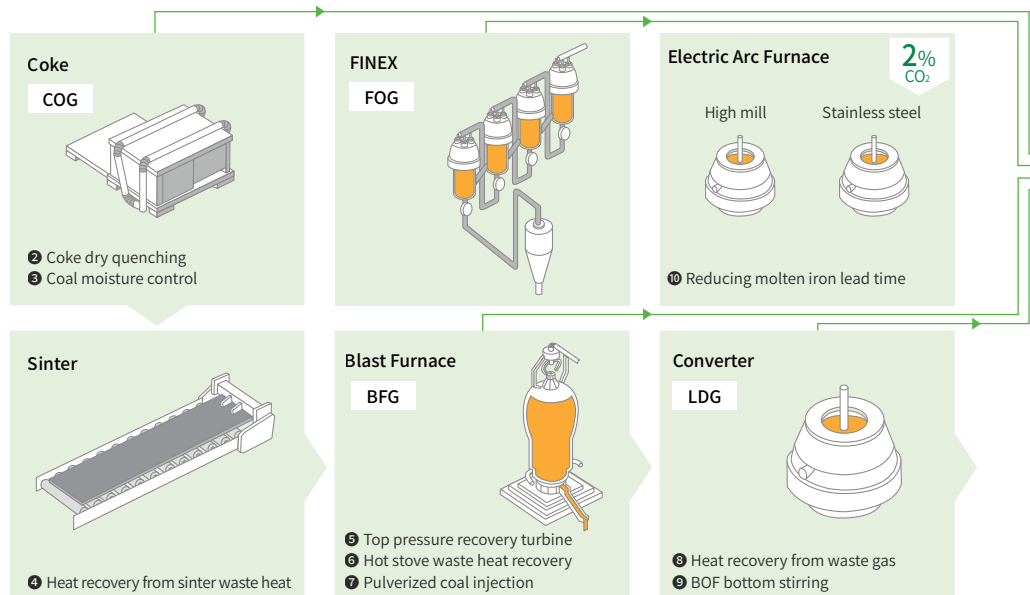 Coke
COG
❷ Coke dry quenching
❸ Coal moisture control
FINEX
FOG
Electric Arc Furnace
2%
CO₂
High mill
Stainless steel
❿ Reducing molten iron lead time
Sinter
❹ Heat recovery from sinter waste heat
Blast Furnace
BFG
❺ Top pressure recovery turbine
❻ Hot stove waste heat recovery
❼ Pulverized coal injection
Converter
LDG
❽ Heat recovery from waste gas
❾ BOF bottom stirring